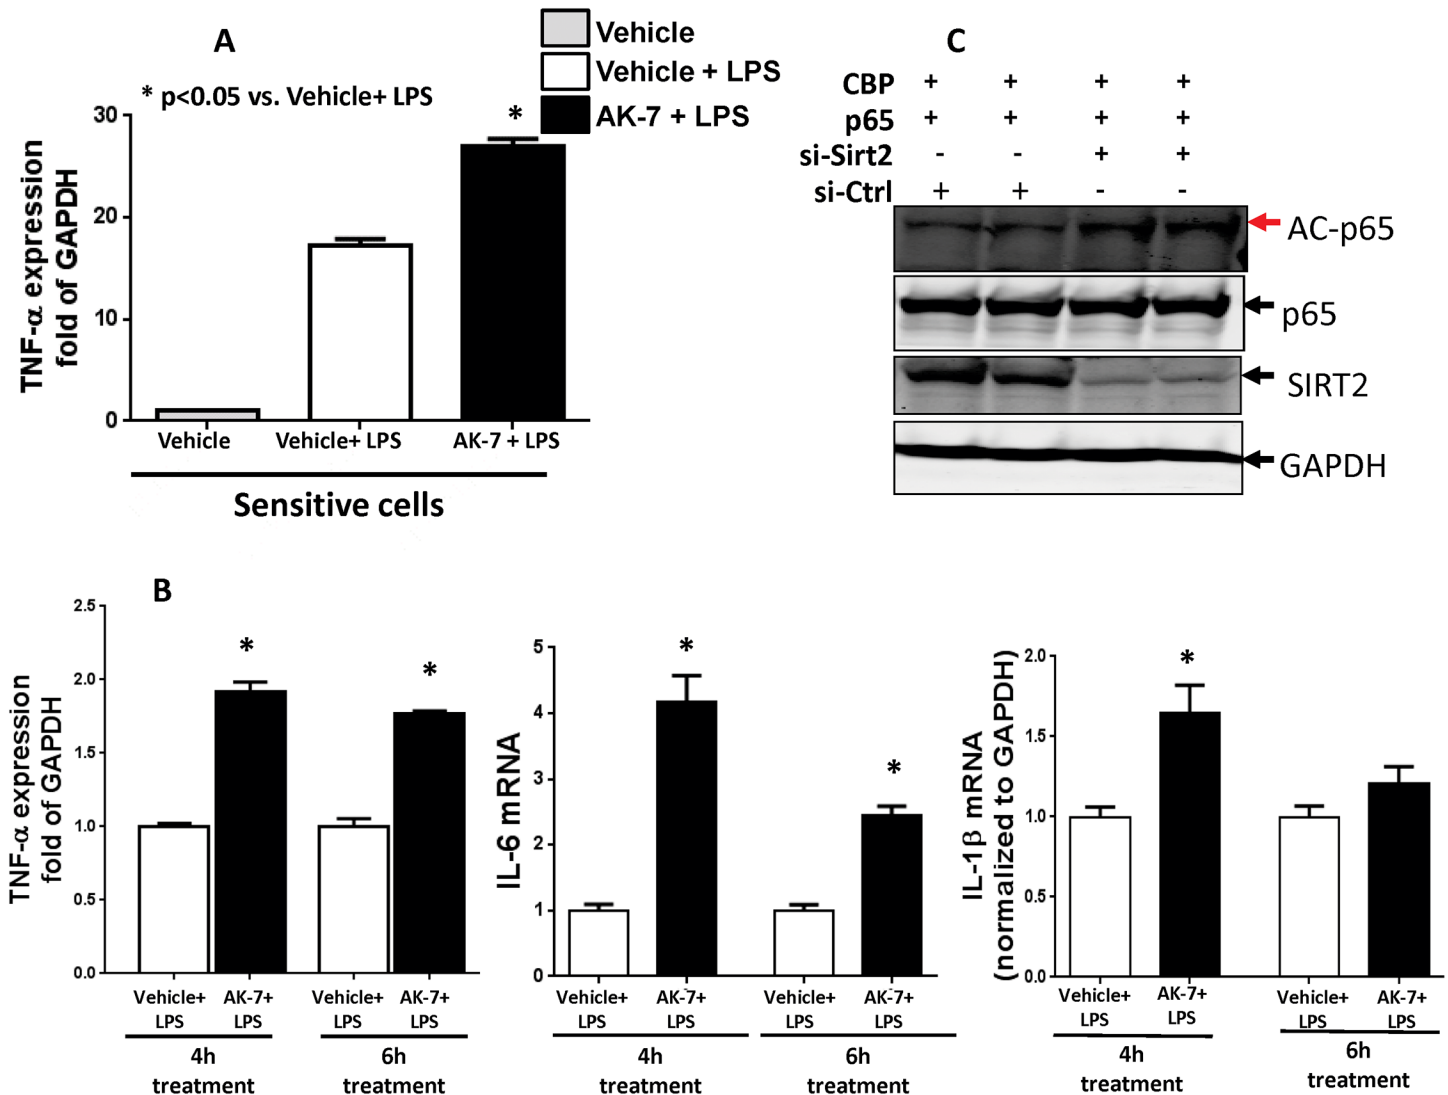 A
Vehicle
Vehicle + LPS
AK-7 + LPS
* p<0.05 vs. Vehicle+ LPS
*
TNF-α expression
fold of GAPDH
30
20
10
0
Vehicle
Vehicle+ LPS
AK-7 + LPS
Sensitive cells
C
CBP + + + +
p65 + + + +
si-Sirt2 - - + +
si-Ctrl + + - -
AC-p65
p65
SIRT2
GAPDH
B
TNF-α expression
fold of GAPDH
2.5
2.0
1.5
1.0
0.5
0.0
*
*
Vehicle+ AK-7+ Vehicle+ AK-7+
LPS LPS LPS LPS
4h 6h
treatment treatment
IL-6 mRNA
5
4
3
2
1
0
*
*
Vehicle+ AK-7+ Vehicle+ AK-7+
LPS LPS LPS LPS
4h 6h
treatment treatment
IL-1β mRNA
(normalized to GAPDH)
2.0
1.5
1.0
0.5
0.0
*
Vehicle+ AK-7+ Vehicle+ AK-7+
LPS LPS LPS LPS
4h 6h
treatment treatment